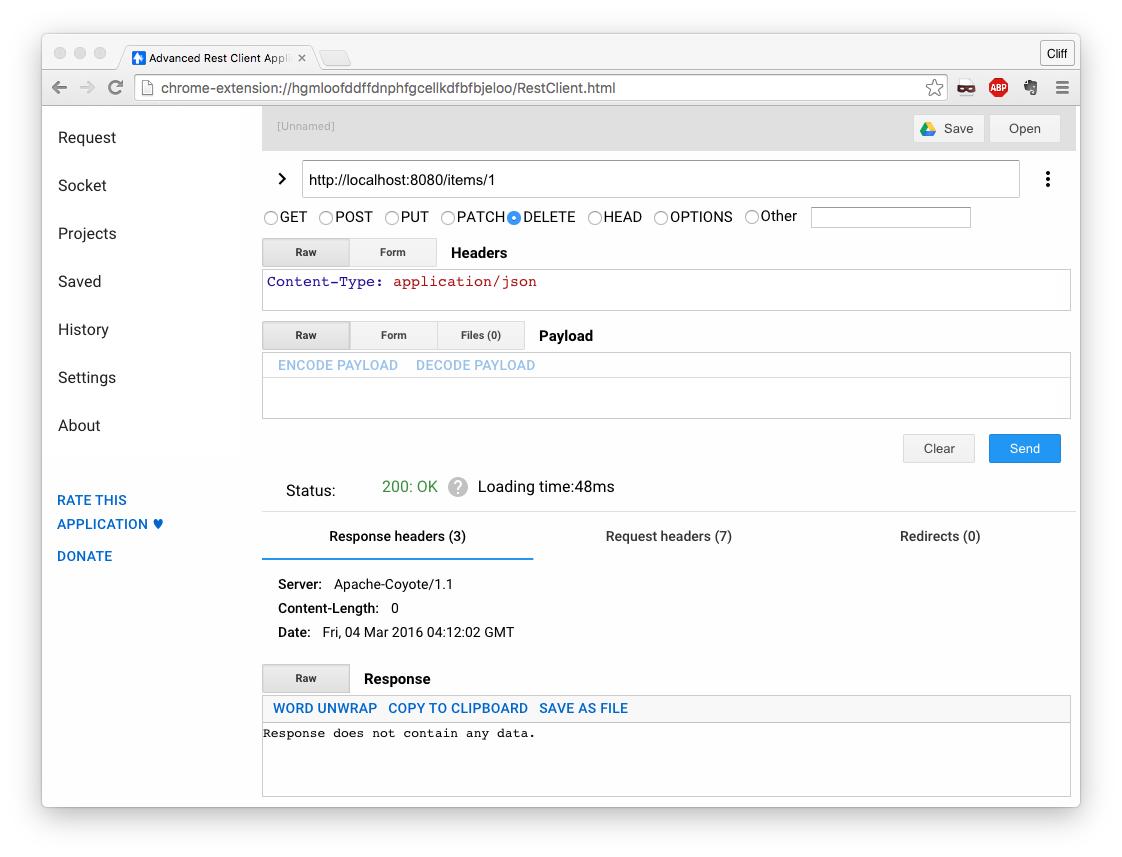 Advanced Rest Client Appli
Cliff
chrome-extension://hgmloofddffdnphfgcellkdfbfbjeloo/RestClient.html
ABP
Request
Socket
Projects
Saved
History
Settings
About
RATE THIS
APPLICATION ♥
DONATE
[Unnamed]
Save
Open
http://localhost:8080/items/1
GET POST PUT PATCH DELETE HEAD OPTIONS Other
Raw Form Headers
Content-Type: application/json
Raw Form Files (0) Payload
ENCODE PAYLOAD DECODE PAYLOAD
Clear Send
Status: 200: OK ? Loading time:48ms
Response headers (3) Request headers (7) Redirects (0)
Server: Apache-Coyote/1.1
Content-Length: 0
Date: Fri, 04 Mar 2016 04:12:02 GMT
Raw Response
WORD UNWRAP COPY TO CLIPBOARD SAVE AS FILE
Response does not contain any data.